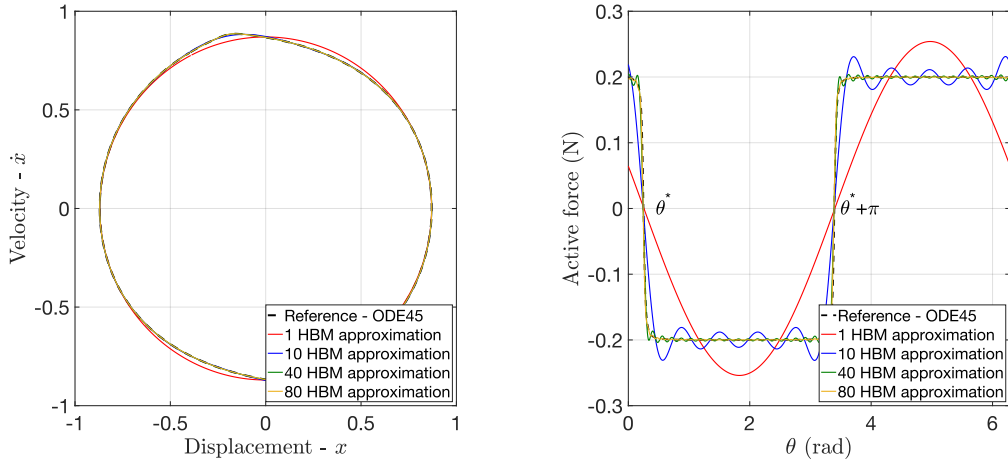 1
0.5
0
-0.5
-1
-1
-0.5
0
0.5
1
Velocity - ẋ
Displacement - x
Reference - ODE45
1 HBM approximation
10 HBM approximation
40 HBM approximation
80 HBM approximation
0.3
0.2
0.1
0
-0.1
-0.2
-0.3
0
2
4
6
Active force (N)
θ (rad)
θ*
θ*+π
Reference - ODE45
1 HBM approximation
10 HBM approximation
40 HBM approximation
80 HBM approximation